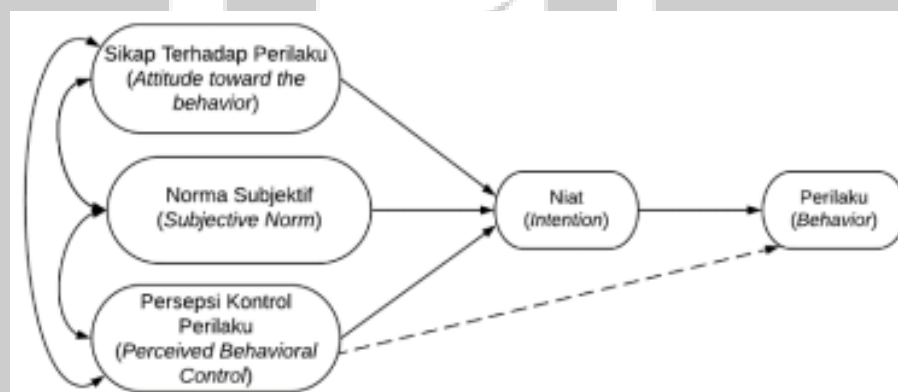 Sikap Terhadap Perilaku
(Attitude toward the
behavior)
Norma Subjektif
(Subjective Norm)
Persepsi Kontrol
Perilaku
(Perceived Behavioral
Control)
Niat
(Intention)
Perilaku
(Behavior)